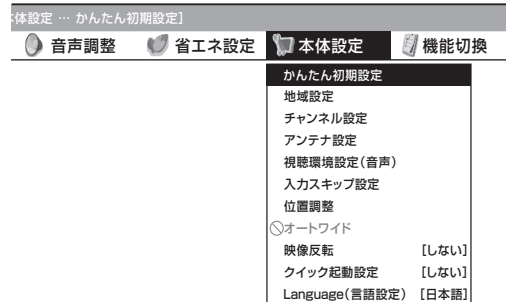 体設定 … かんたん初期設定]
音声調整 省エネ設定 本体設定 機能切換
かんたん初期設定
地域設定
チャンネル設定
アンテナ設定
視聴環境設定(音声)
入力スキップ設定
位置調整
オートワイド
映像反転 [しない]
クイック起動設定 [しない]
Language(言語設定) [日本語]